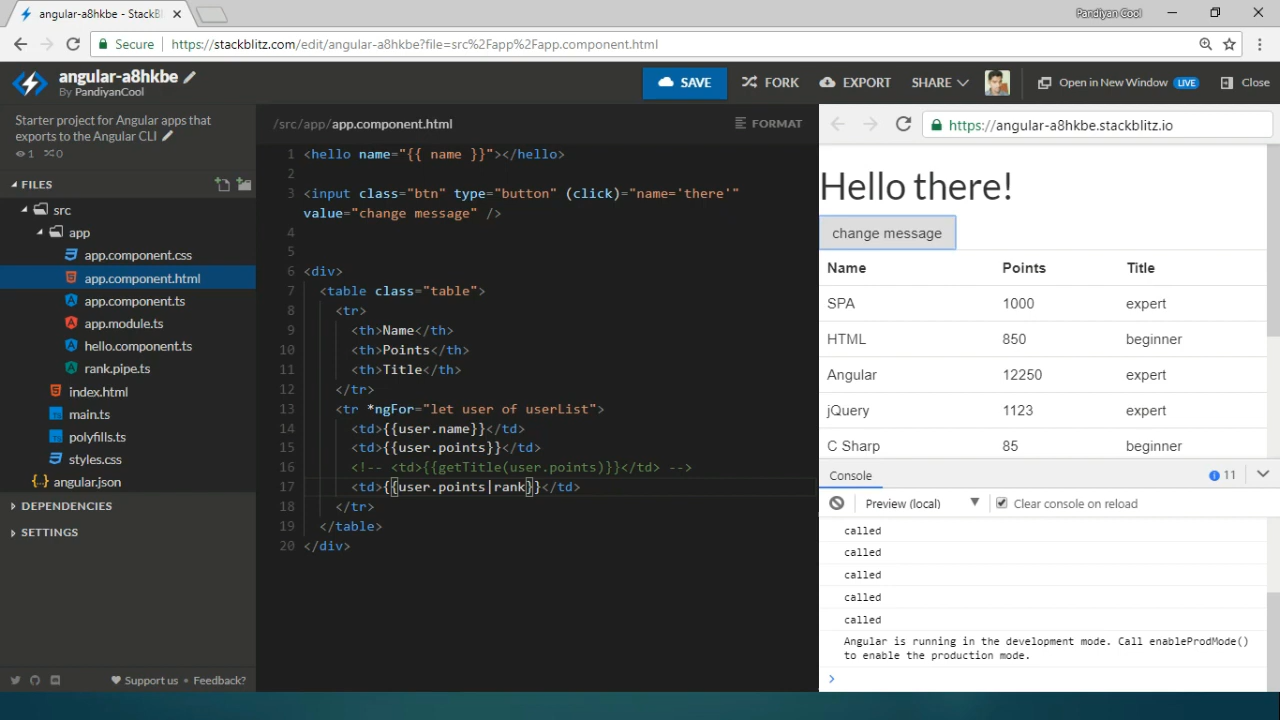 angular-a8hkbe - StackBl
Pandiyan Cool
Secure
https://stackblitz.com/edit/angular-a8hkbe?file=src%2Fapp%2Fapp.component.html
angular-a8hkbe
By PandiyanCool
SAVE
FORK
EXPORT
SHARE
Open in New Window LIVE
Close
Starter project for Angular apps that
exports to the Angular CLI
1 0
FILES
src
app
app.component.css
app.component.html
app.component.ts
app.module.ts
hello.component.ts
rank.pipe.ts
index.html
main.ts
polyfills.ts
styles.css
angular.json
DEPENDENCIES
SETTINGS
Support us • Feedback?
/src/app/app.component.html
FORMAT
1 <hello name="{{ name }}"></hello>
2
3 <input class="btn" type="button" (click)="name='there'"
value="change message" />
4
5
6 <div>
7 <table class="table">
8 <tr>
9 <th>Name</th>
10 <th>Points</th>
11 <th>Title</th>
12 </tr>
13 <tr *ngFor="let user of userList">
14 <td>{{user.name}}</td>
15 <td>{{user.points}}</td>
16 <!-- <td>{{getTitle(user.points)}}</td> -->
17 <td>{{user.points|rank}}</td>
18 </tr>
19 </table>
20 </div>
https://angular-a8hkbe.stackblitz.io
Hello there!
change message
Name Points Title
SPA 1000 expert
HTML 850 beginner
Angular 12250 expert
jQuery 1123 expert
C Sharp 85 beginner
Console
11
Preview (local)
Clear console on reload
called
called
called
called
called
Angular is running in the development mode. Call enableProdMode()
to enable the production mode.
>